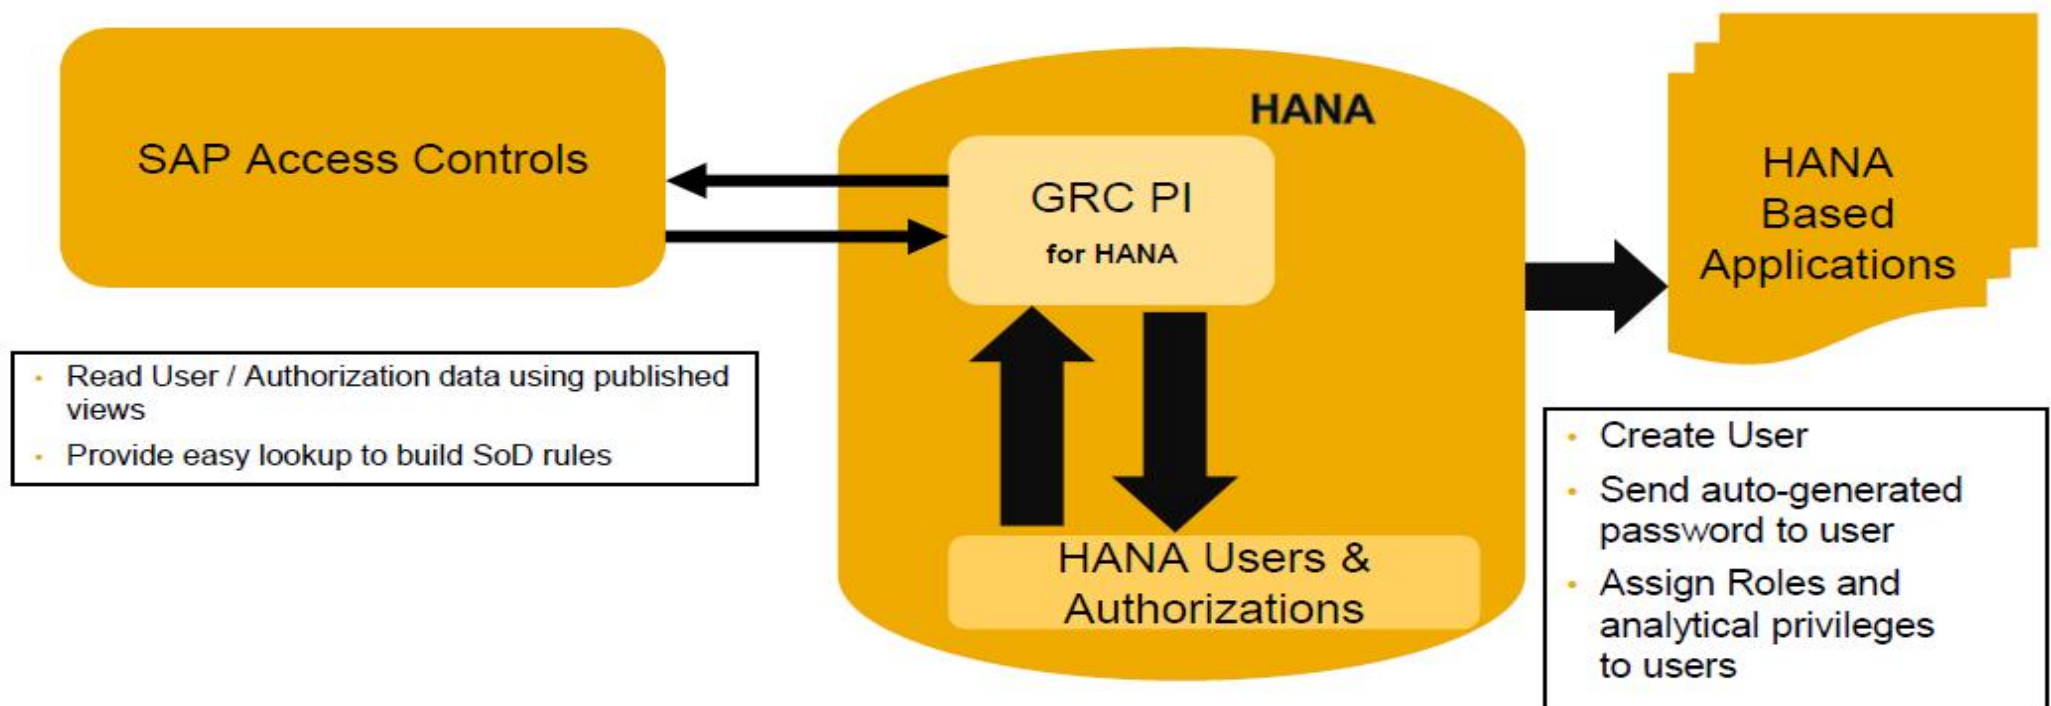 SAP Access Controls
HANA
GRC PI
for HANA
HANA Users &
Authorizations
HANA
Based
Applications
• Read User / Authorization data using published
views
• Provide easy lookup to build SoD rules
• Create User
• Send auto-generated
password to user
• Assign Roles and
analytical privileges
to users